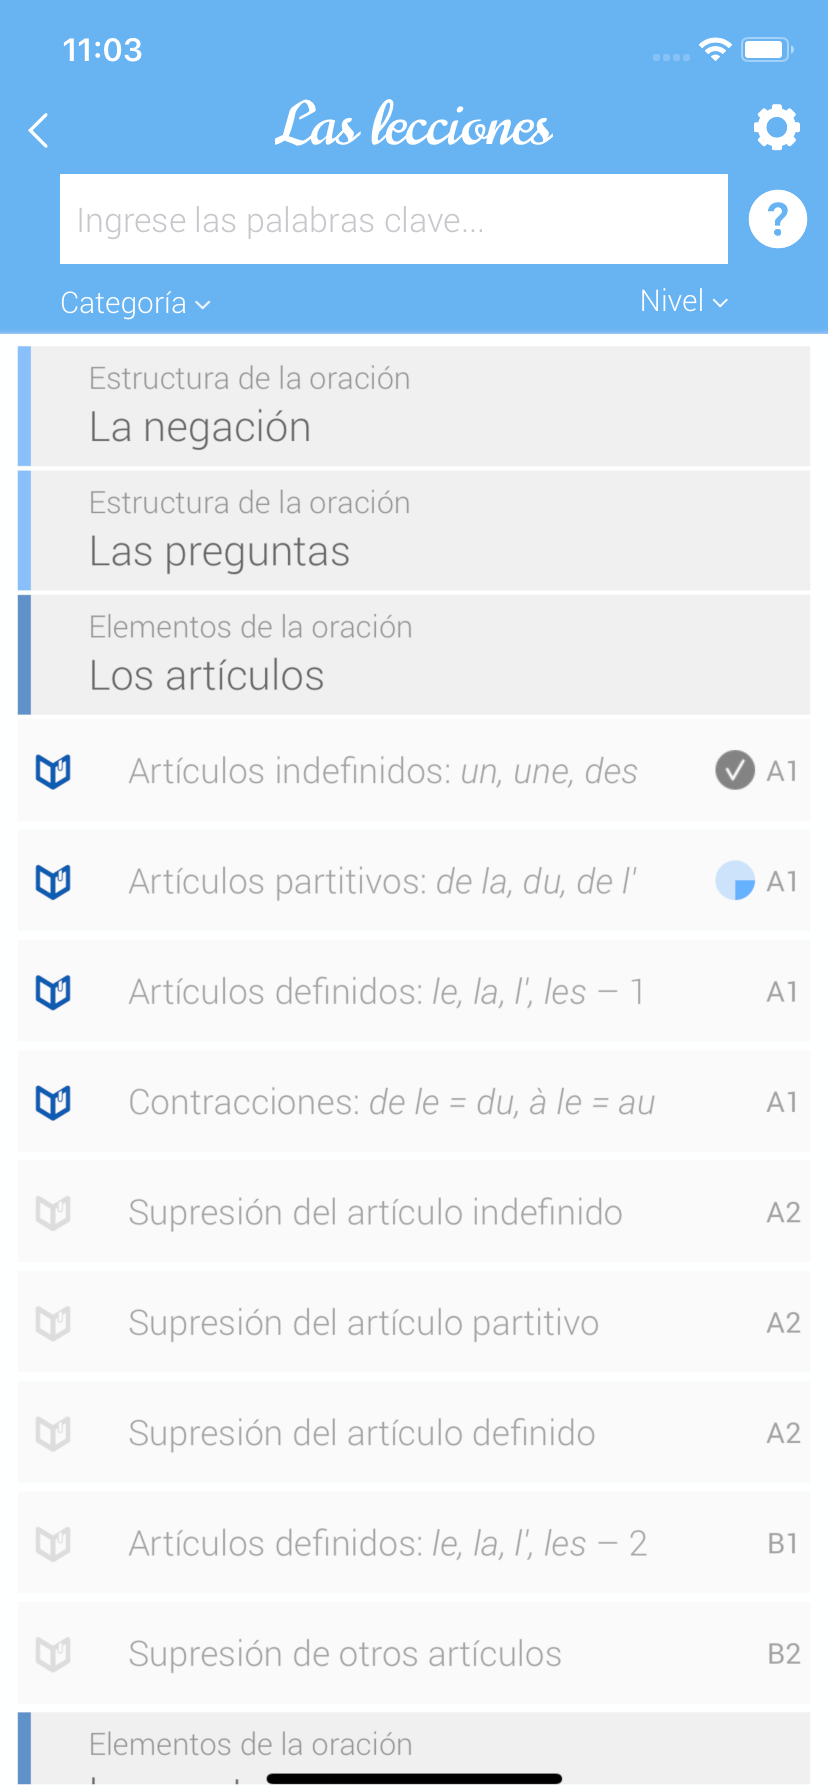 11:03
Las lecciones
Ingrese las palabras clave...
?
Categoría
Nivel
Estructura de la oración
La negación
Estructura de la oración
Las preguntas
Elementos de la oración
Los artículos
Artículos indefinidos: un, une, des A1
Artículos partitivos: de la, du, de l' A1
Artículos definidos: le, la, l', les – 1 A1
Contracciones: de le = du, à le = au A1
Supresión del artículo indefinido A2
Supresión del artículo partitivo A2
Supresión del artículo definido A2
Artículos definidos: le, la, l', les – 2 B1
Supresión de otros artículos B2
Elementos de la oración